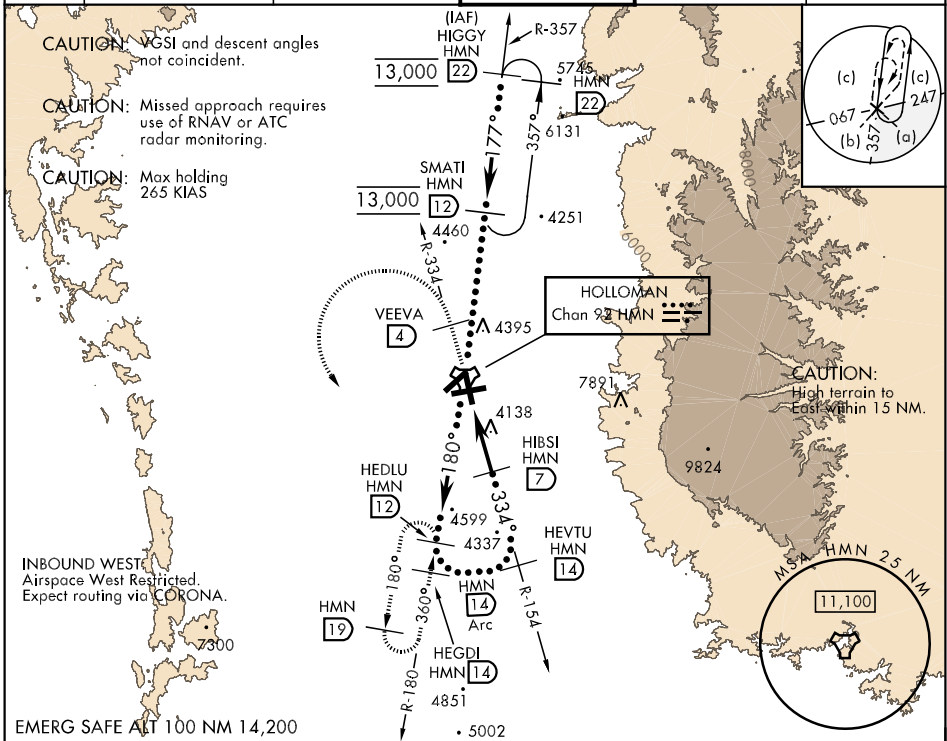 CAUTION: VGSI and descent angles
not coincident.
CAUTION: Missed approach requires
use of RNAV or ATC
radar monitoring.
CAUTION: Max holding
265 KIAS
(IAF)
HIGGY
HMN
22
13,000
R-357
5745
HMN
22
6131
177°
357°
SMATI
HMN
12
13,000
4460
4251
R-334
VEEVA
4
4395
HOLLOMAN
Chan 92 HMN
6000
8000
(c)
(c)
067
247
(b)
(a)
357
7891
CAUTION:
High terrain to
East within 15 NM.
9824
4138
HIBSI
HMN
7
180°
334°
HEDLU
HMN
12
4599
4337
HEVTU
HMN
14
HMN
14
Arc
R-154
180°
360°
HMN
19
HEGDI
HMN 14
R-180
4851
5002
INBOUND WEST:
Airspace West Restricted.
Expect routing via CORONA.
7300
MSA HMN 25 NM
11,100
EMERG SAFE ALT 100 NM 14,200